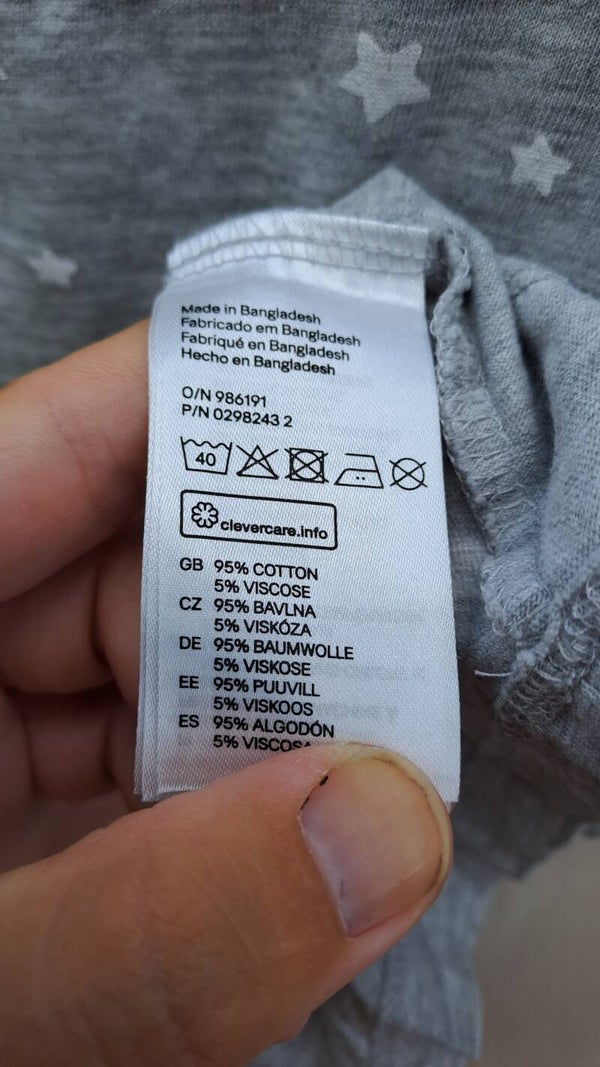 Made in Bangladesh
Fabricado em Bangladesh
Fabriqué en Bangladesh
Hecho en Bangladesh
O/N 986191
P/N 0298243 2
40
clevercare.info
GB 95% COTTON
5% VISCOSE
CZ 95% BAVLNA
5% VISKÓZA
DE 95% BAUMWOLLE
5% VISKOSE
EE 95% PUUVILL
5% VISKOOS
ES 95% ALGODÓN
5% VISCOSA